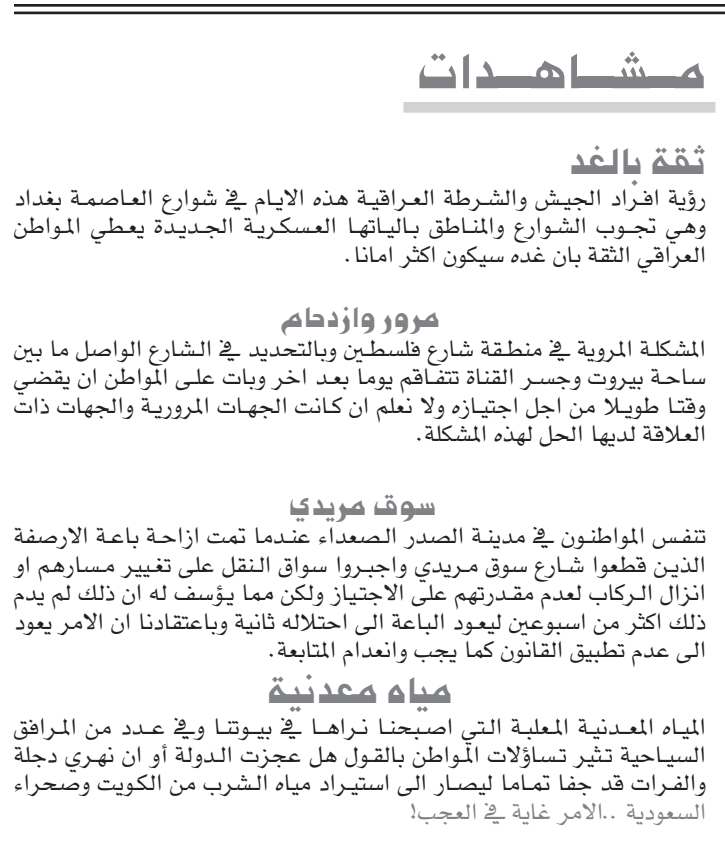 مـــشـــاهـــدات
ثقة بالغد
رؤية افراد الجيش والشرطة العراقية هذه الايام في شوارع العاصمة بغداد
وهي تجوب الشوارع والمناطق بالياتها العسكرية الجديدة يعطي المواطن
العراقي الثقة بان غده سيكون اكثر امانا.
مرور وازدحام
المشكلة المروية في منطقة شارع فلسطين وبالتحديد في الشارع الواصل ما بين
ساحة بيروت وجسر القناة تتفاقم يوما بعد اخر وبات على المواطن ان يقضي
وقتا طويلا من اجل اجتيازه ولا نعلم ان كانت الجهات المرورية والجهات ذات
العلاقة لديها الحل لهذه المشكلة.
سوق مريدي
تنفس المواطنون في مدينة الصدر الصعداء عندما تمت ازاحة باعة الارصفة
الذين قطعوا شارع سوق مريدي واجبروا سواق النقل على تغيير مسارهم او
انزال الركاب لعدم مقدرتهم على الاجتياز ولكن مما يؤسف له ان ذلك لم يدم
ذلك اكثر من اسبوعين ليعود الباعة الى احتلاله ثانية وباعتقادنا ان الامر يعود
الى عدم تطبيق القانون كما يجب وانعدام المتابعة.
مياه معدنية
المياه المعدنية المعلبة التي اصبحنا نراها في بيوتنا وفي عدد من المرافق
السياحية تثير تساؤلات المواطن بالقول هل عجزت الدولة أو ان نهري دجلة
والفرات قد جفا تماما ليصار الى استيراد مياه الشرب من الكويت وصحراء
السعودية ..الامر غاية في العجب!